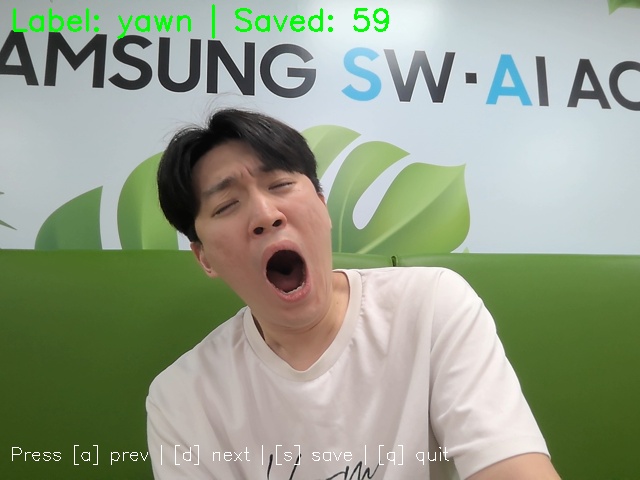 Label: yawn | Saved: 59
AMSUNG SW·AI AC
Press [a] prev | [d] next | [s] save | [q] quit